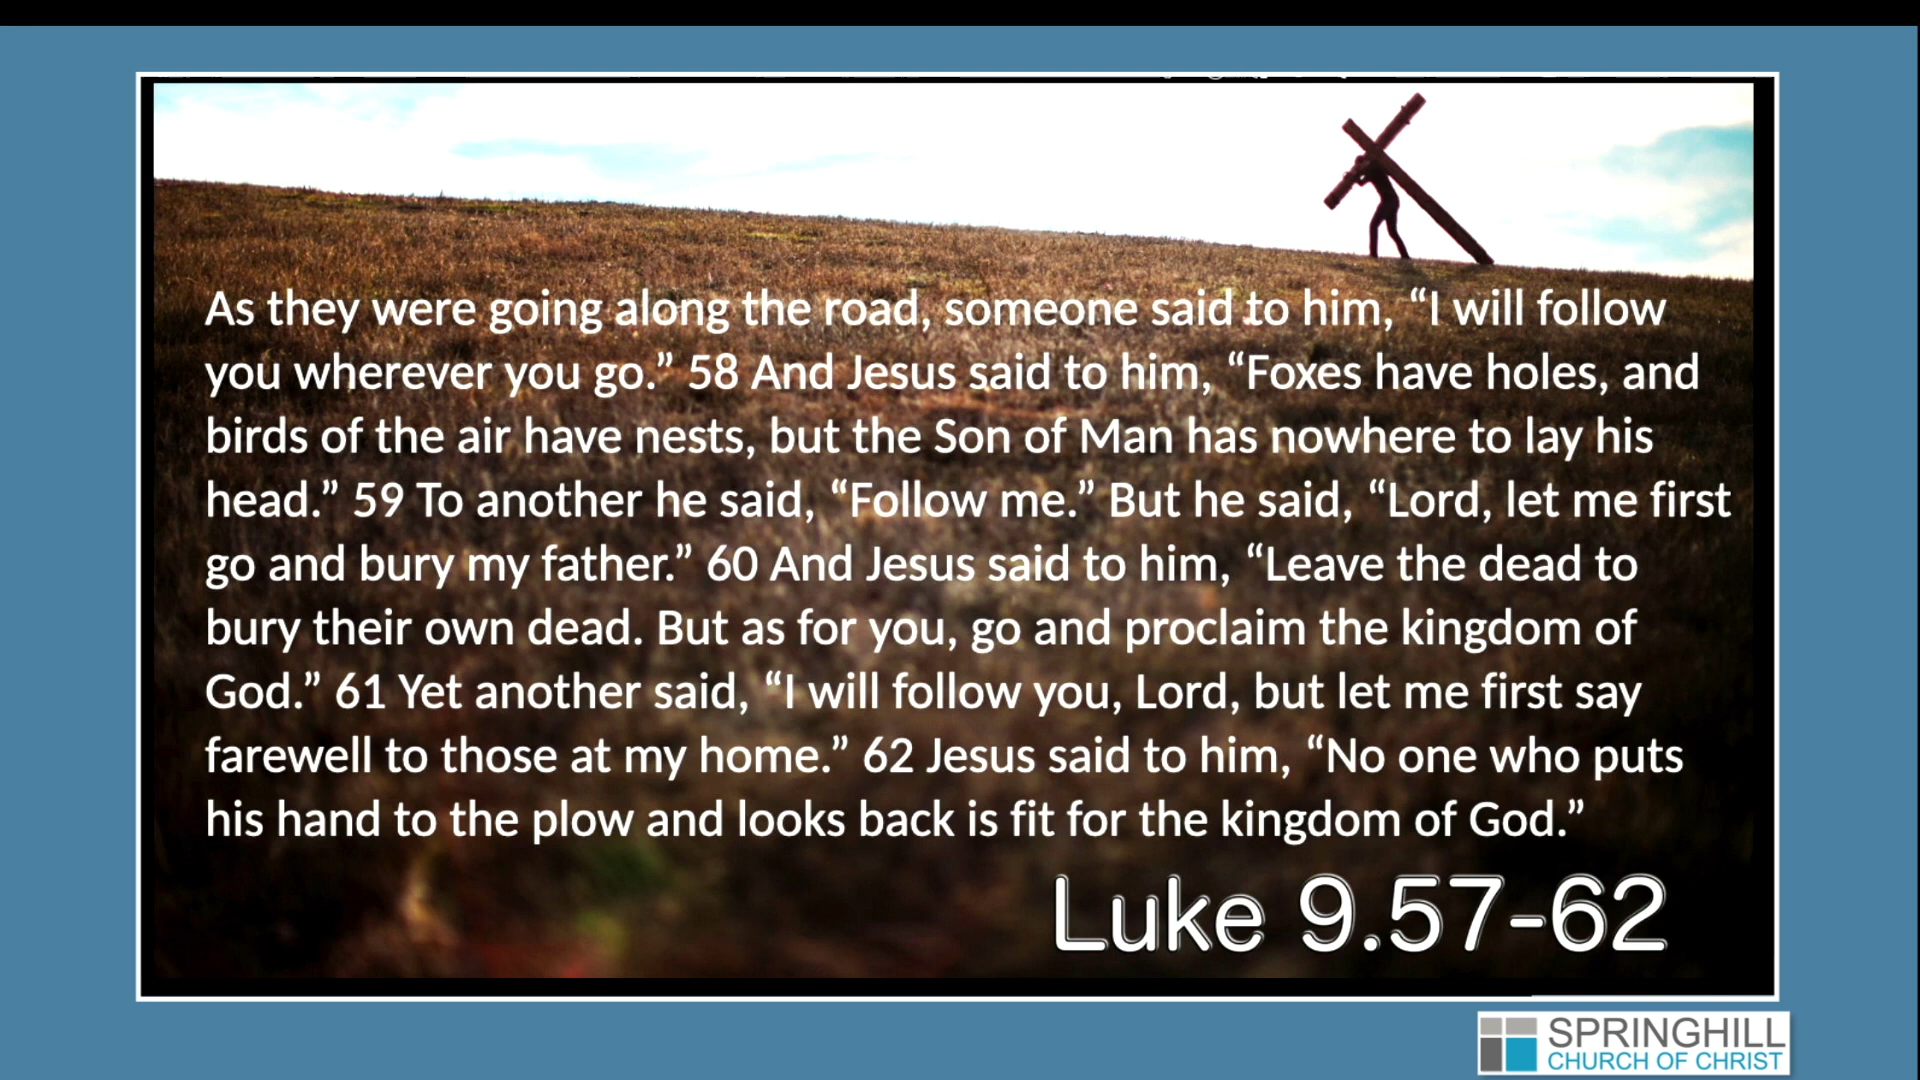 As they were going along the road, someone said to him, “I will follow
you wherever you go.” 58 And Jesus said to him, “Foxes have holes, and
birds of the air have nests, but the Son of Man has nowhere to lay his
head.” 59 To another he said, “Follow me.” But he said, “Lord, let me first
go and bury my father.” 60 And Jesus said to him, “Leave the dead to
bury their own dead. But as for you, go and proclaim the kingdom of
God.” 61 Yet another said, “I will follow you, Lord, but let me first say
farewell to those at my home.” 62 Jesus said to him, “No one who puts
his hand to the plow and looks back is fit for the kingdom of God.”
Luke 9.57-62
SPRINGHILL
CHURCH OF CHRIST